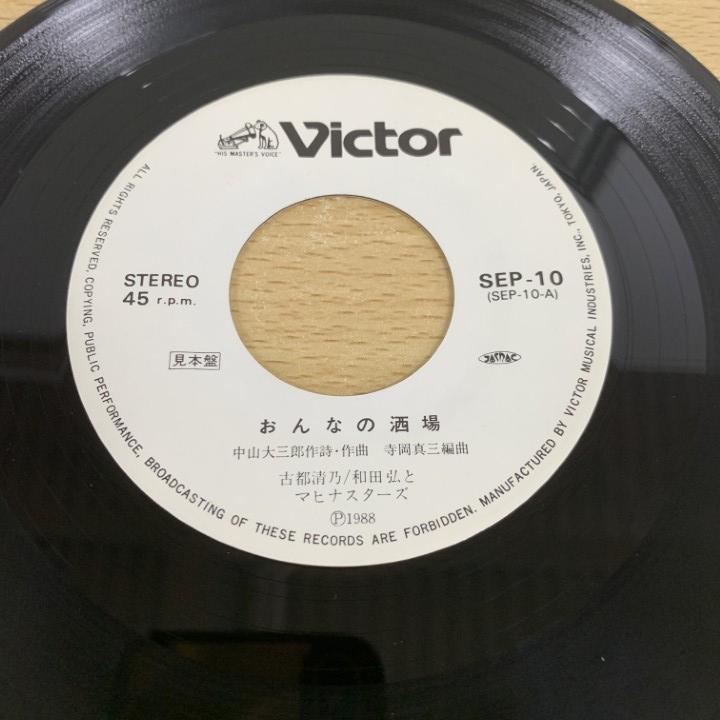 "HIS MASTER'S VOICE"
Victor
STEREO
45 r.p.m.
SEP-10
(SEP-10-A)
見本盤
JASRAC
おんなの酒場
中山大三郎作詩・作曲 寺岡真三編曲
古都清乃/和田弘と
マヒナスターズ
Ⓟ1988
ALL RIGHTS RESERVED. COPYING, PUBLIC PERFORMANCE, BROADCASTING OF THESE RECORDS ARE FORBIDDEN. MANUFACTURED BY VICTOR MUSICAL INDUSTRIES, INC., TOKYO, JAPAN.